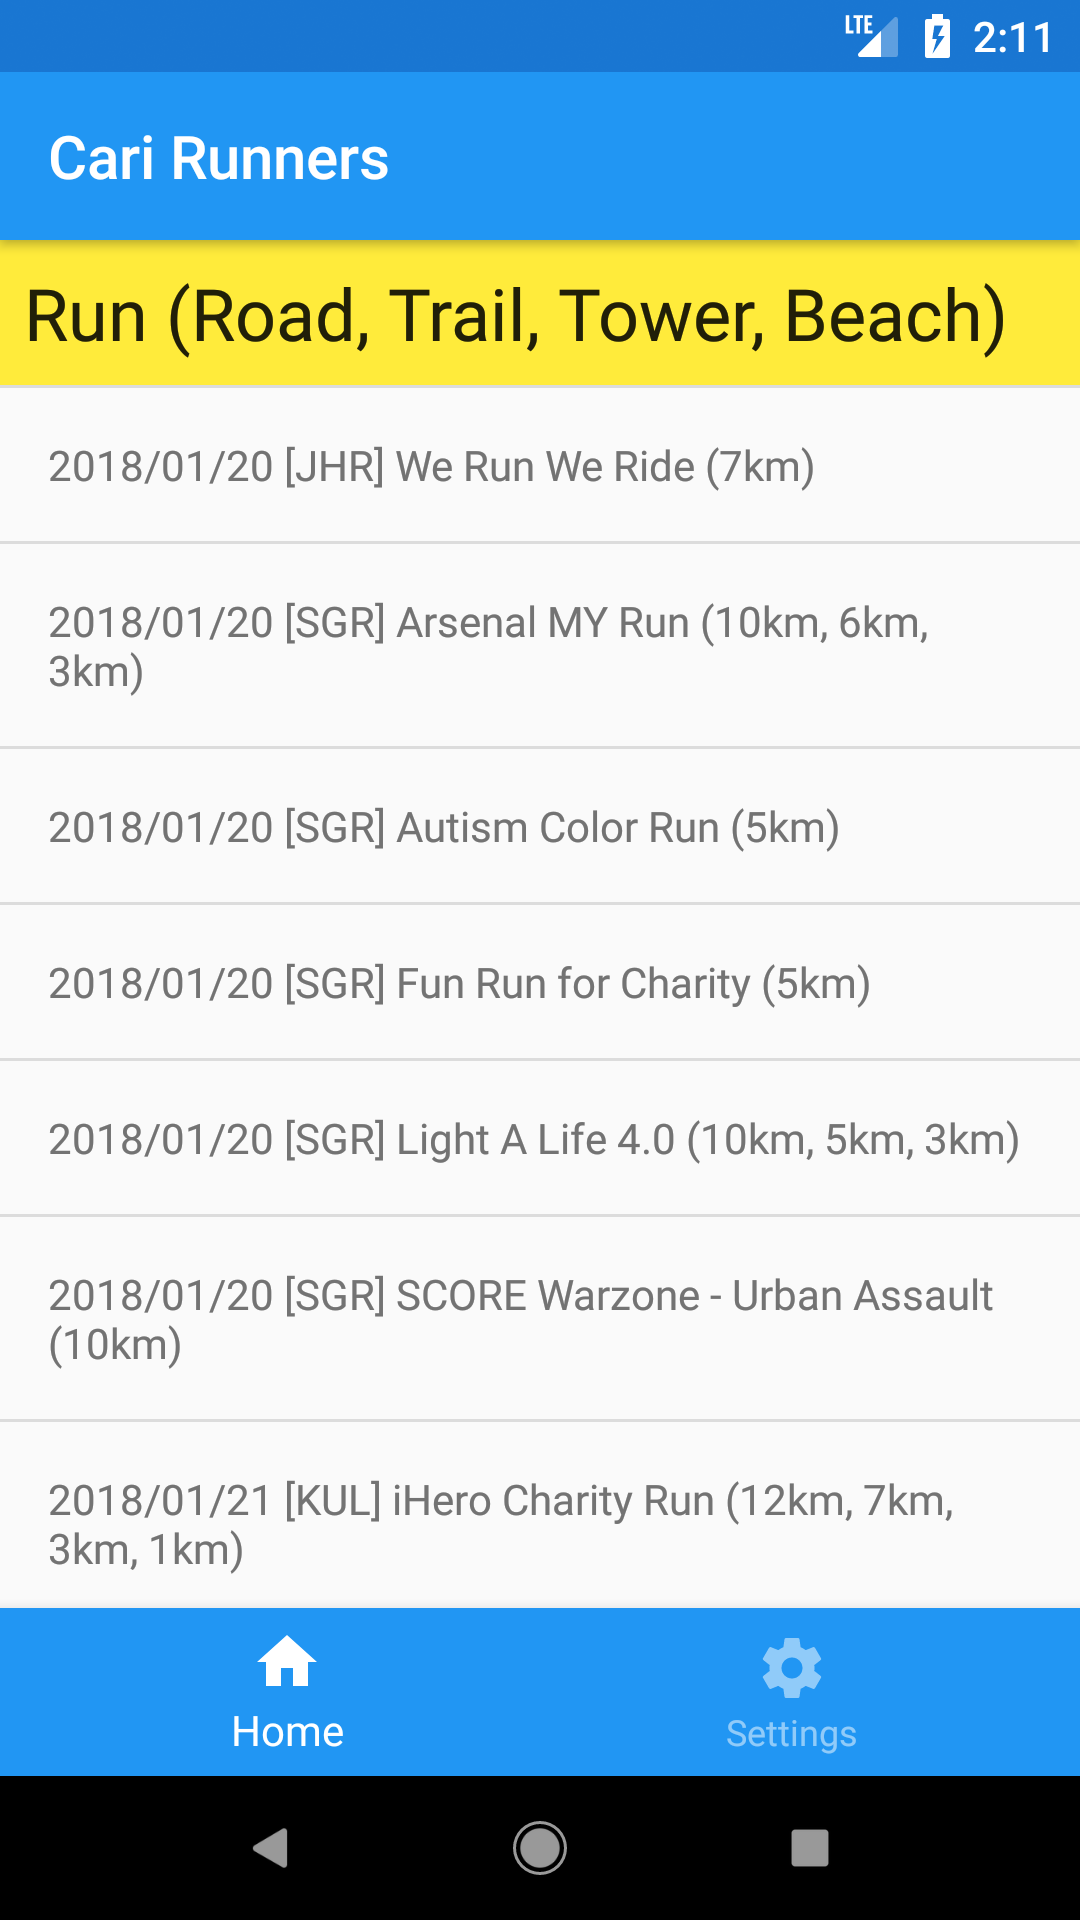 LTE 2:11
Cari Runners
Run (Road, Trail, Tower, Beach)
2018/01/20 [JHR] We Run We Ride (7km)
2018/01/20 [SGR] Arsenal MY Run (10km, 6km,
3km)
2018/01/20 [SGR] Autism Color Run (5km)
2018/01/20 [SGR] Fun Run for Charity (5km)
2018/01/20 [SGR] Light A Life 4.0 (10km, 5km, 3km)
2018/01/20 [SGR] SCORE Warzone - Urban Assault
(10km)
2018/01/21 [KUL] iHero Charity Run (12km, 7km,
3km, 1km)
Home Settings